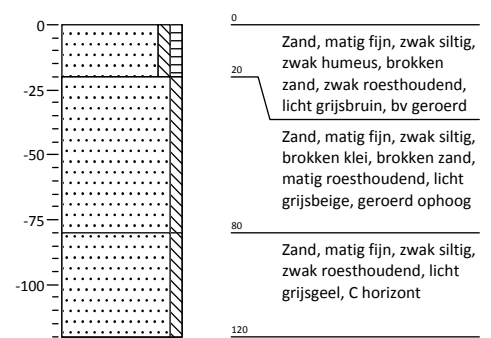 0
-25
-50
-75
-100
0
Zand, matig fijn, zwak siltig,
zwak humeus, brokken
zand, zwak roesthoudend,
licht grijsbruin, bv geroerd
20
Zand, matig fijn, zwak siltig,
brokken klei, brokken zand,
matig roesthoudend, licht
grijsbeige, geroerd ophoog
80
Zand, matig fijn, zwak siltig,
zwak roesthoudend, licht
grijsgeel, C horizont
120